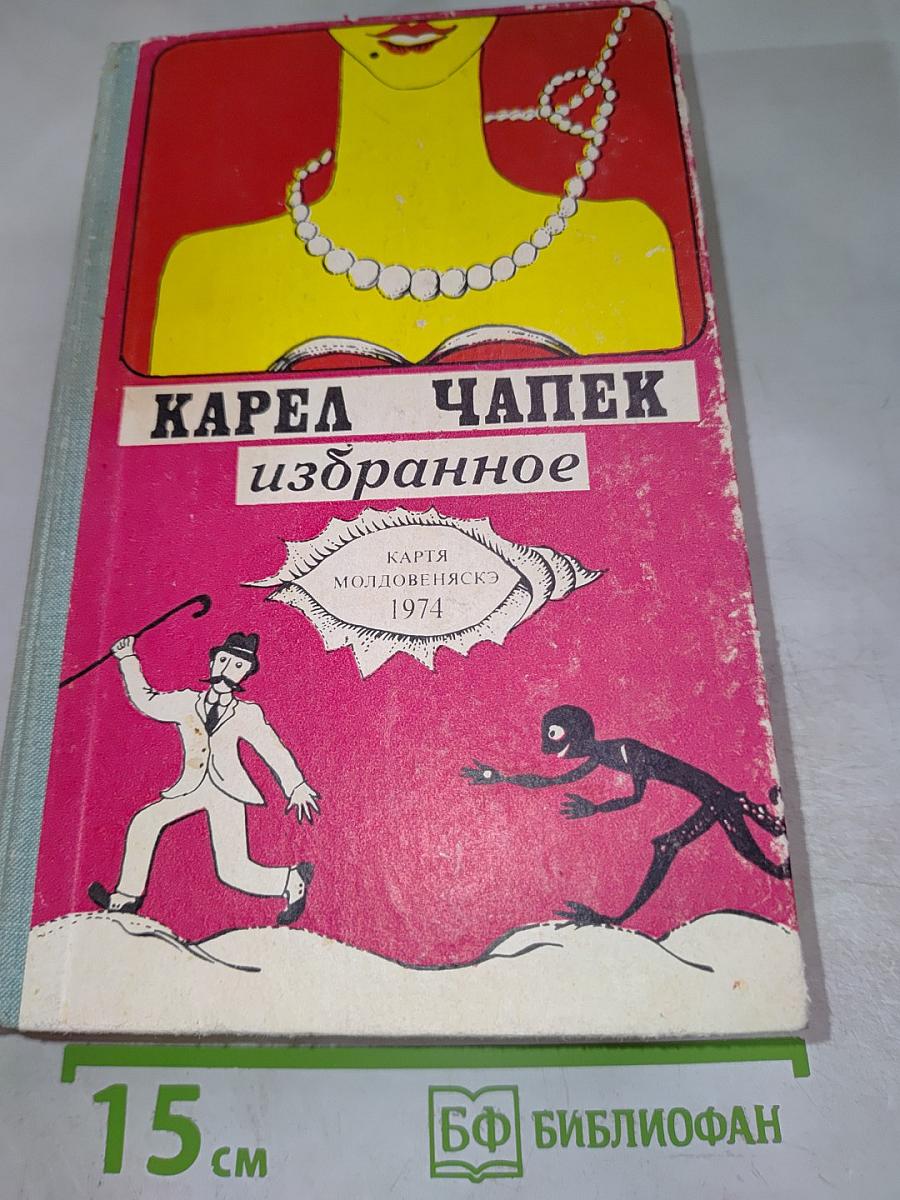 КАРЕЛ ЧАПЕК
избранное
КАРТЯ
МОЛДОВЕНЯСКЭ
1974
15 см
БФ БИБЛИОФАН